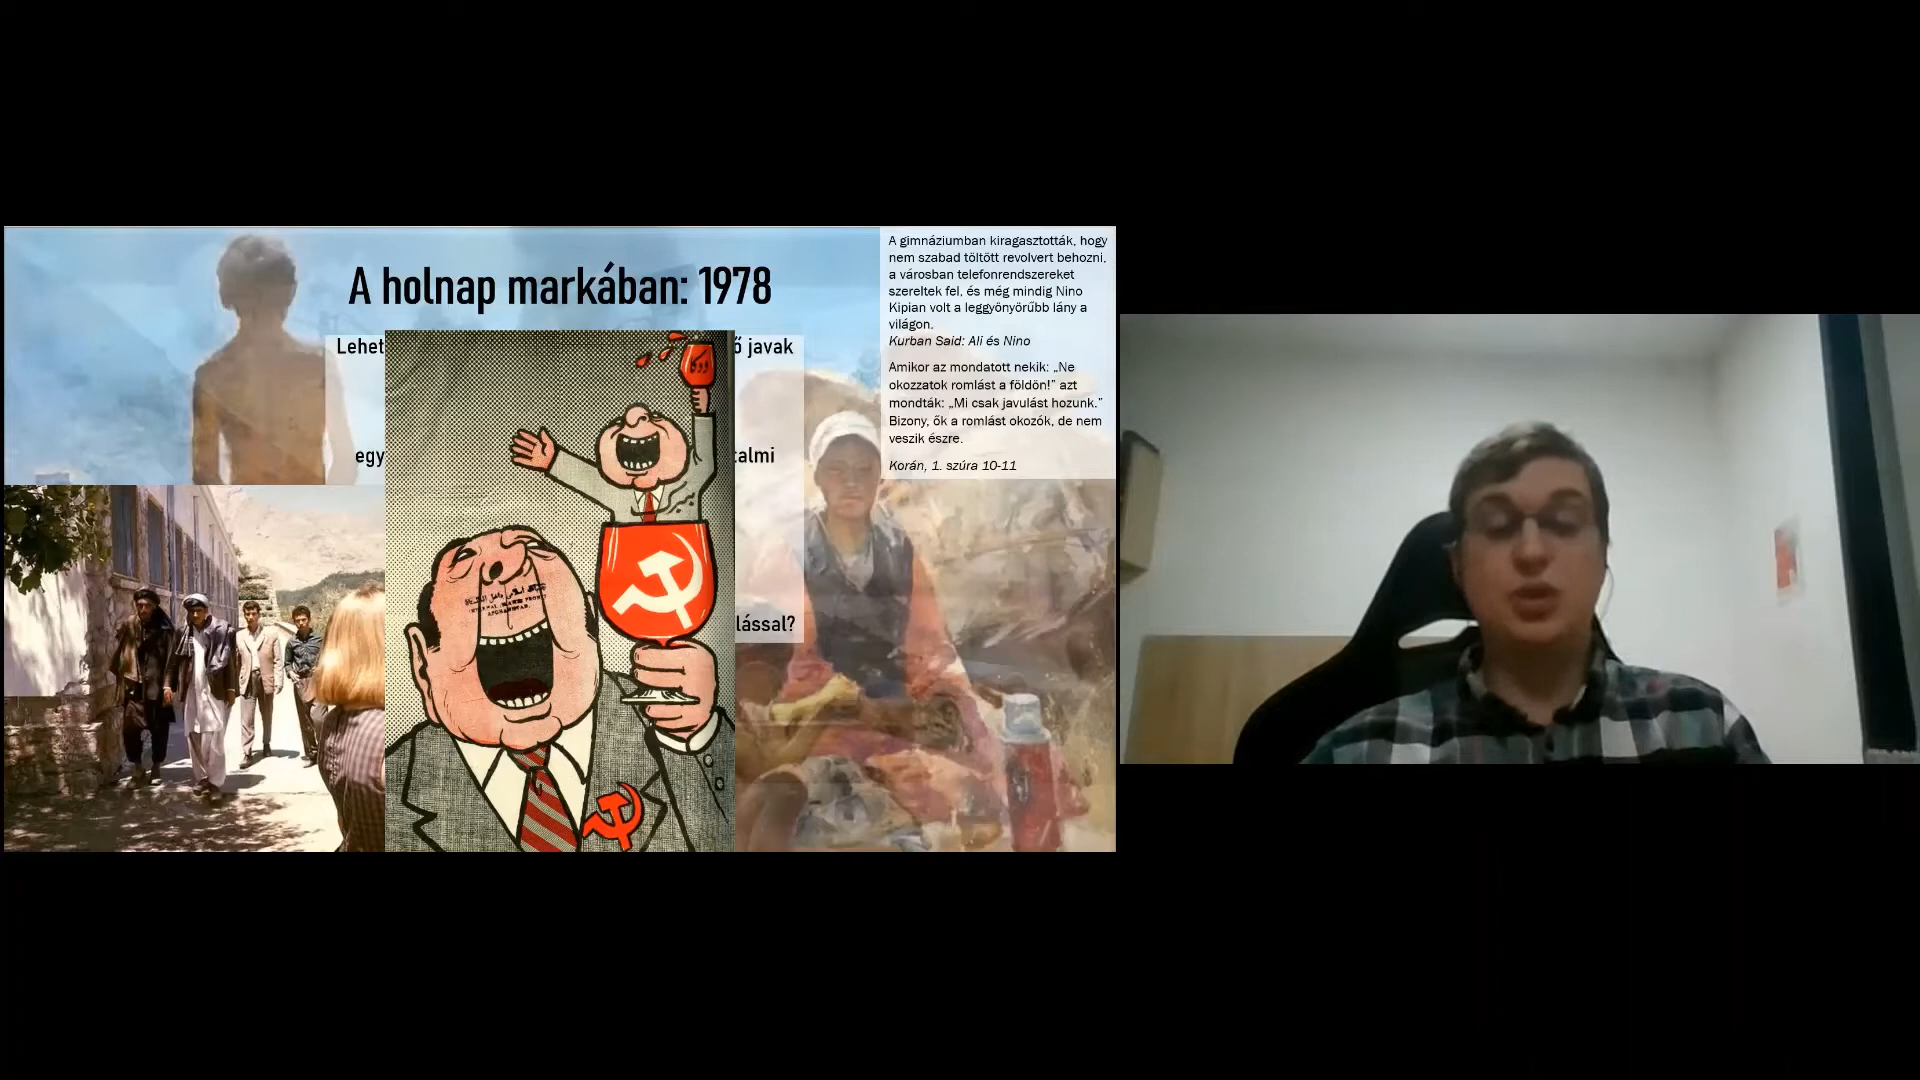 A holnap markában: 1978
Lehet
ő javak
egy
talmi
lással?
A gimnáziumban kiragasztották, hogy
nem szabad töltött revolvert behozni,
a városban telefonrendszereket
szereltek fel, és még mindig Nino
Kipian volt a leggyönyörűbb lány a
világon.
Kurban Said: Ali és Nino
Amikor az mondatott nekik: „Ne
okozzatok romlást a földön!” azt
mondták: „Mi csak javulást hozunk.”
Bizony, ők a romlást okozók, de nem
veszik észre.
Korán, 1. szúra 10-11
ودكا
AFGHANISTAN.